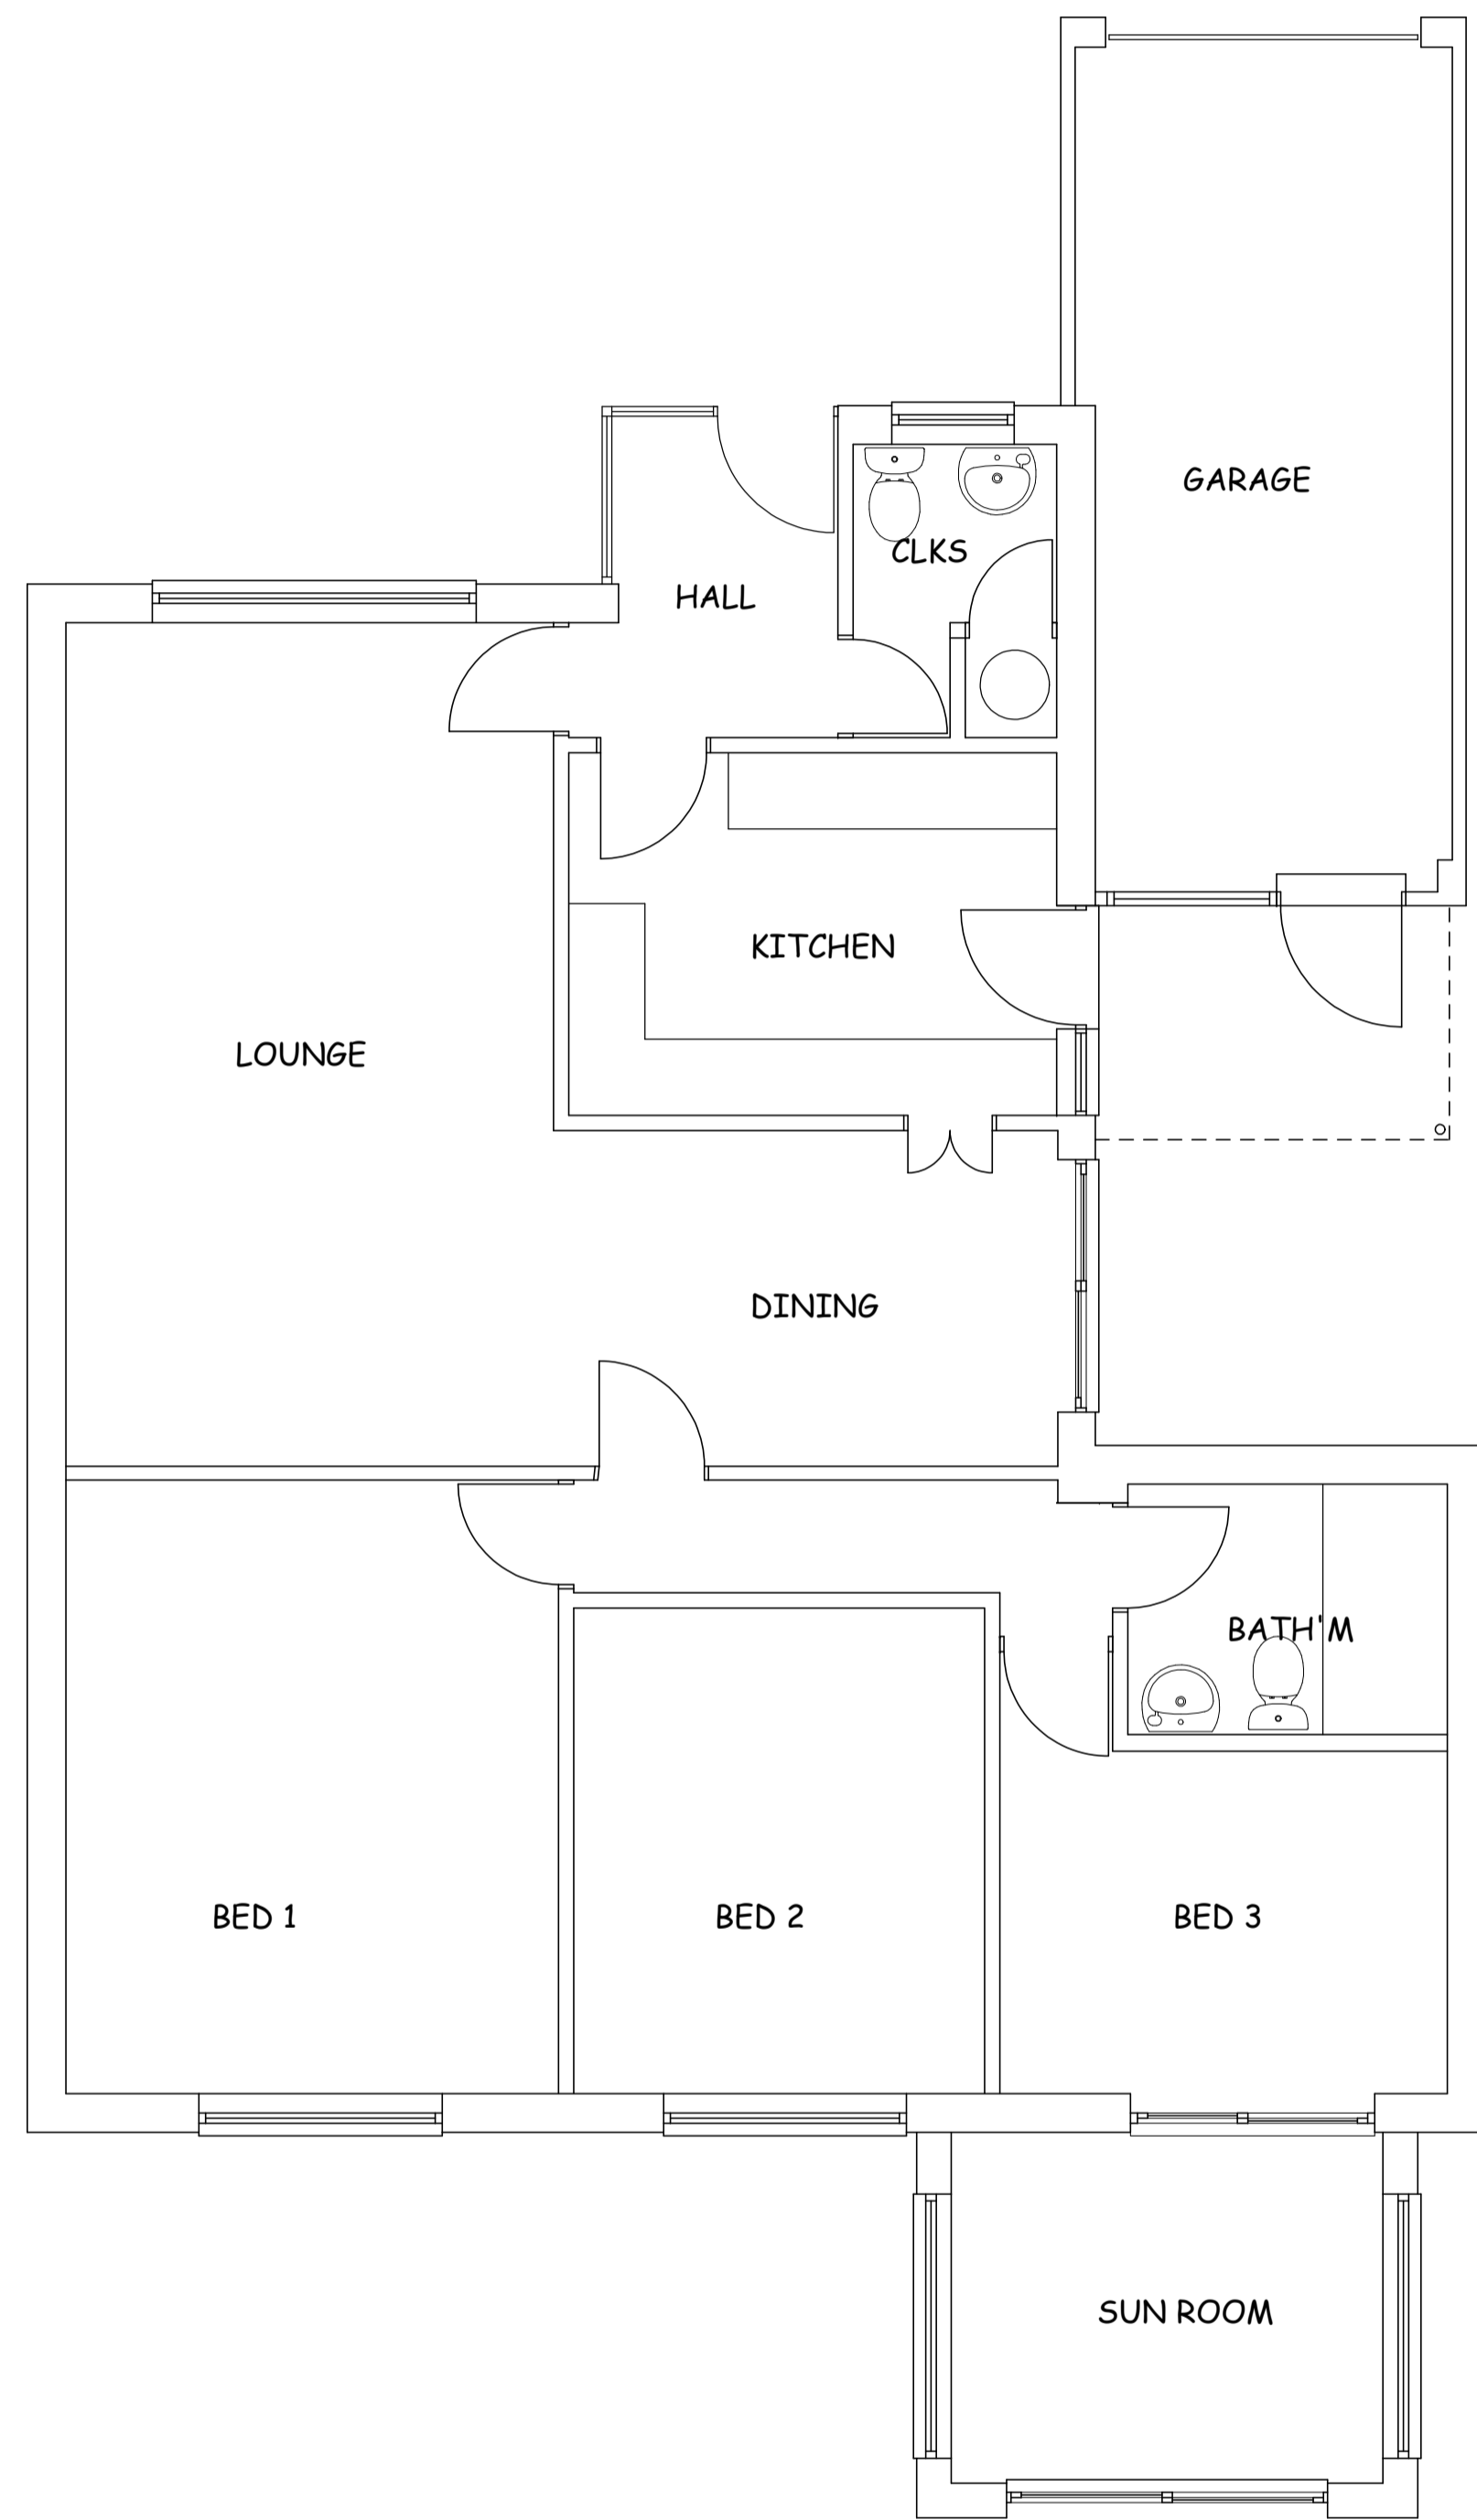 GARAGE
CLKS
HALL
KITCHEN
LOUNGE
DINING
BATH'M
BED 1
BED 2
BED 3
SUN ROOM